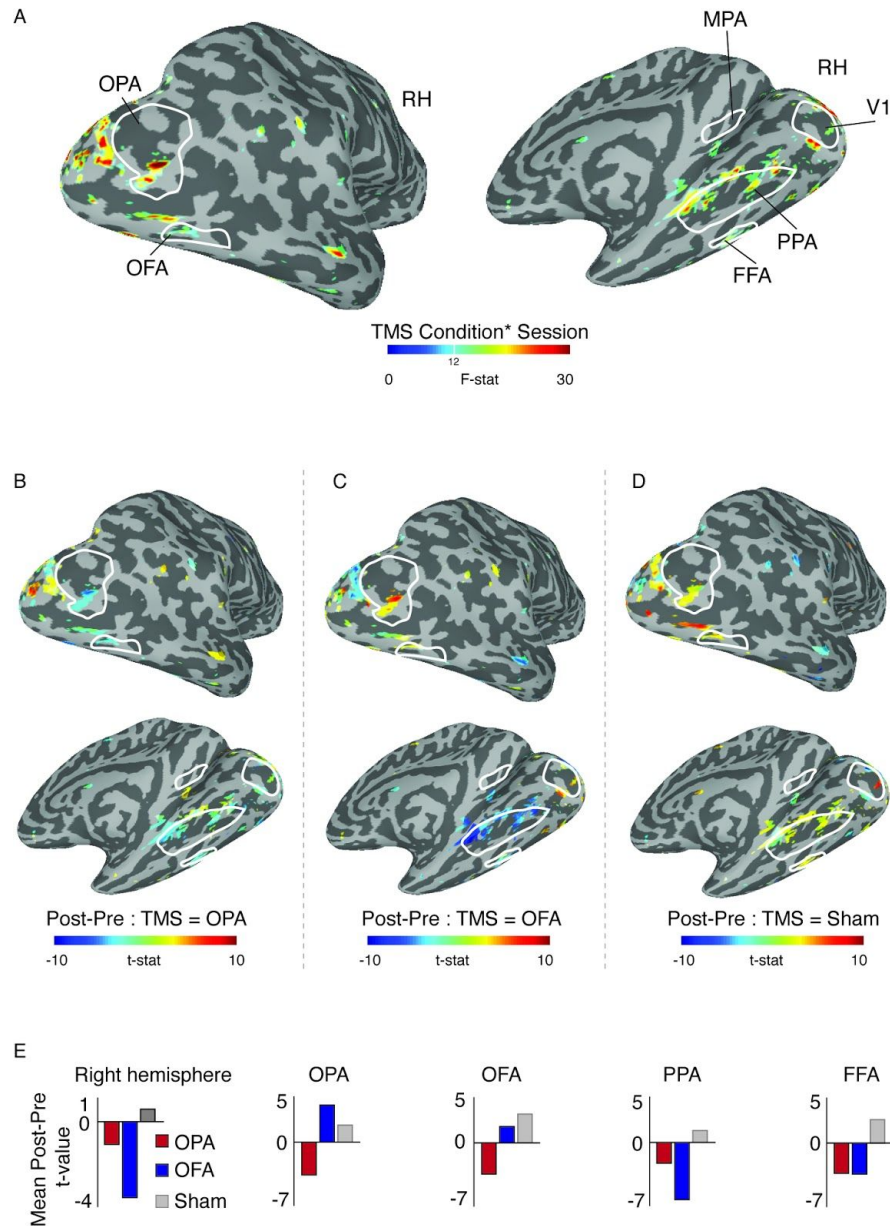 A
OPA
RH
OFA
MPA
RH
V1
PPA
FFA
TMS Condition* Session
12
0 F-stat 30
B
C
D
Post-Pre : TMS = OPA
-10 t-stat 10
Post-Pre : TMS = OFA
-10 t-stat 10
Post-Pre : TMS = Sham
-10 t-stat 10
E
Right hemisphere
Mean Post-Pre
t-value
1
0
-4
OPA
OFA
Sham
OPA
5
0
-7
OFA
5
0
-7
PPA
5
0
-7
FFA
5
0
-7